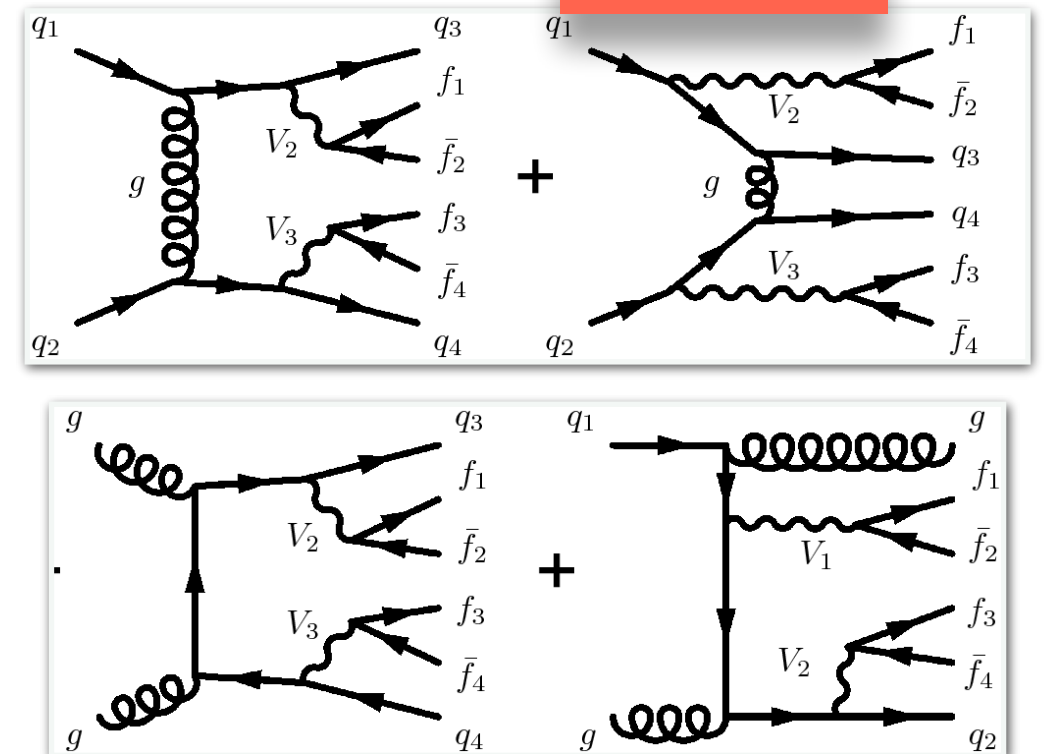 q₁ q₃ q₁ f₁
f₁
V₂ V₂ f̄₂
f̄₂
g + g q₃
V₃ f₃ q₄
V₃ f₃
f̄₄
q₂ q₄ q₂ f̄₄
g q₃ q₁ g
f₁ f₁
V₂ f̄₂ V₁ f̄₂
. +
V₃ f₃ f₃
V₂
f̄₄ f̄₄
g q₄ g q₂